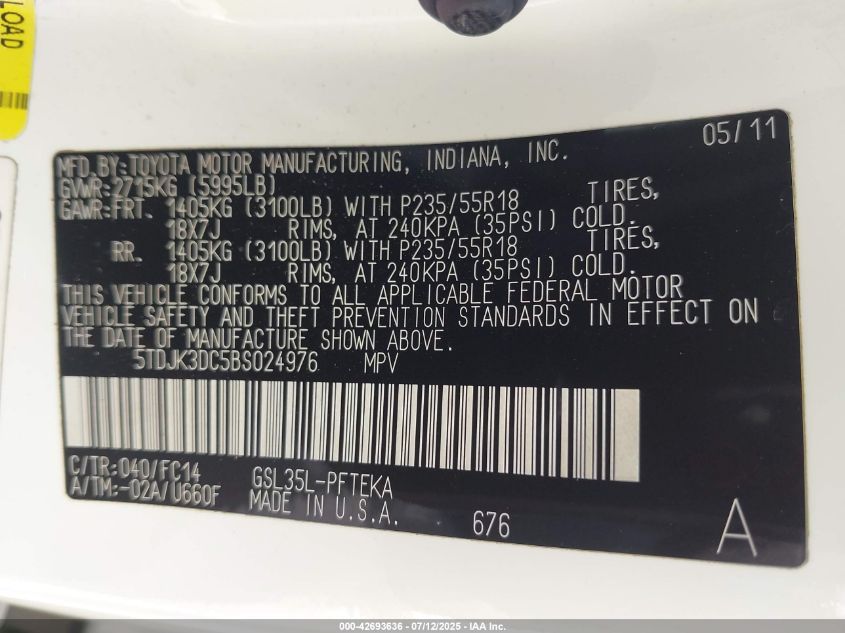 LOAD
05/11
MFD.BY:TOYOTA MOTOR MANUFACTURING, INDIANA, INC.
GVWR:2715KG (5995LB)
GAWR:FRT. 1405KG (3100LB) WITH P235/55R18 TIRES,
18X7J RIMS, AT 240KPA (35PSI) COLD.
RR. 1405KG (3100LB) WITH P235/55R18 TIRES,
18X7J RIMS, AT 240KPA (35PSI) COLD.
THIS VEHICLE CONFORMS TO ALL APPLICABLE FEDERAL MOTOR
VEHICLE SAFETY AND THEFT PREVENTION STANDARDS IN EFFECT ON
THE DATE OF MANUFACTURE SHOWN ABOVE.
5TDJK3DC5BS024976 MPV
C/TR:040/FC14 GSL35L-PFTEKA
A/TM:-02A/U660F MADE IN U.S.A. 676 A
000-42693636 - 07/12/2025 - IAA Inc.